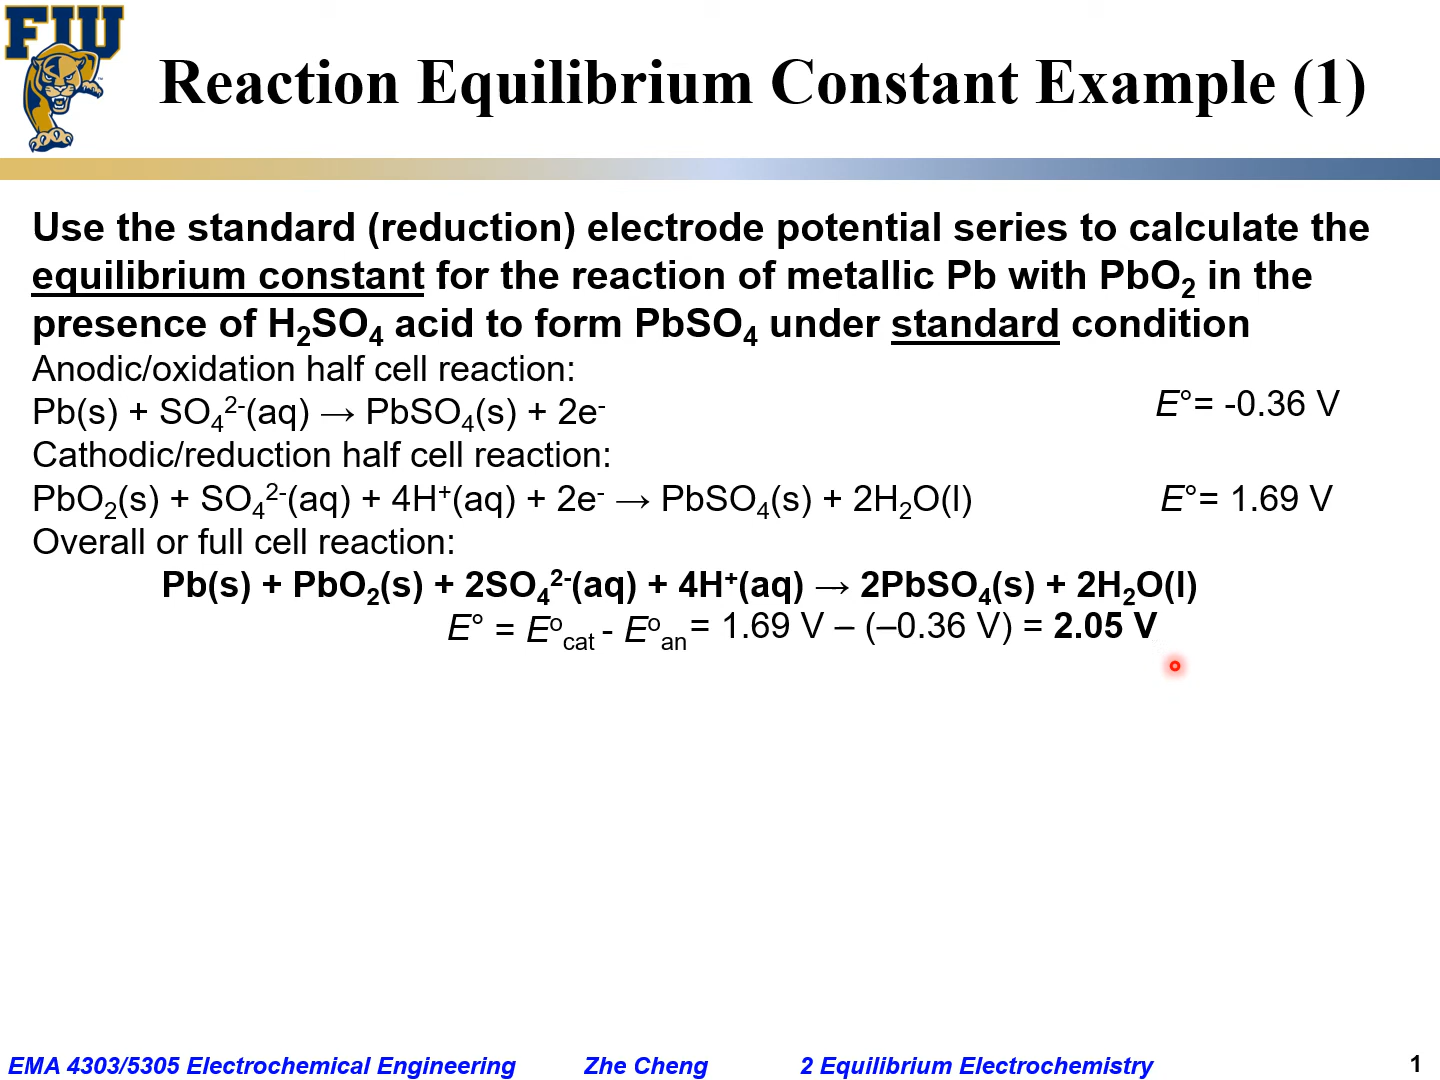 FIU
Reaction Equilibrium Constant Example (1)
Use the standard (reduction) electrode potential series to calculate the
equilibrium constant for the reaction of metallic Pb with PbO₂ in the
presence of H₂SO₄ acid to form PbSO₄ under standard condition
Anodic/oxidation half cell reaction:
Pb(s) + SO₄²⁻(aq) → PbSO₄(s) + 2e⁻ E°= -0.36 V
Cathodic/reduction half cell reaction:
PbO₂(s) + SO₄²⁻(aq) + 4H⁺(aq) + 2e⁻ → PbSO₄(s) + 2H₂O(l) E°= 1.69 V
Overall or full cell reaction:
Pb(s) + PbO₂(s) + 2SO₄²⁻(aq) + 4H⁺(aq) → 2PbSO₄(s) + 2H₂O(l)
E° = Eᵒcat - Eᵒan = 1.69 V – (–0.36 V) = 2.05 V
EMA 4303/5305 Electrochemical Engineering Zhe Cheng 2 Equilibrium Electrochemistry 1